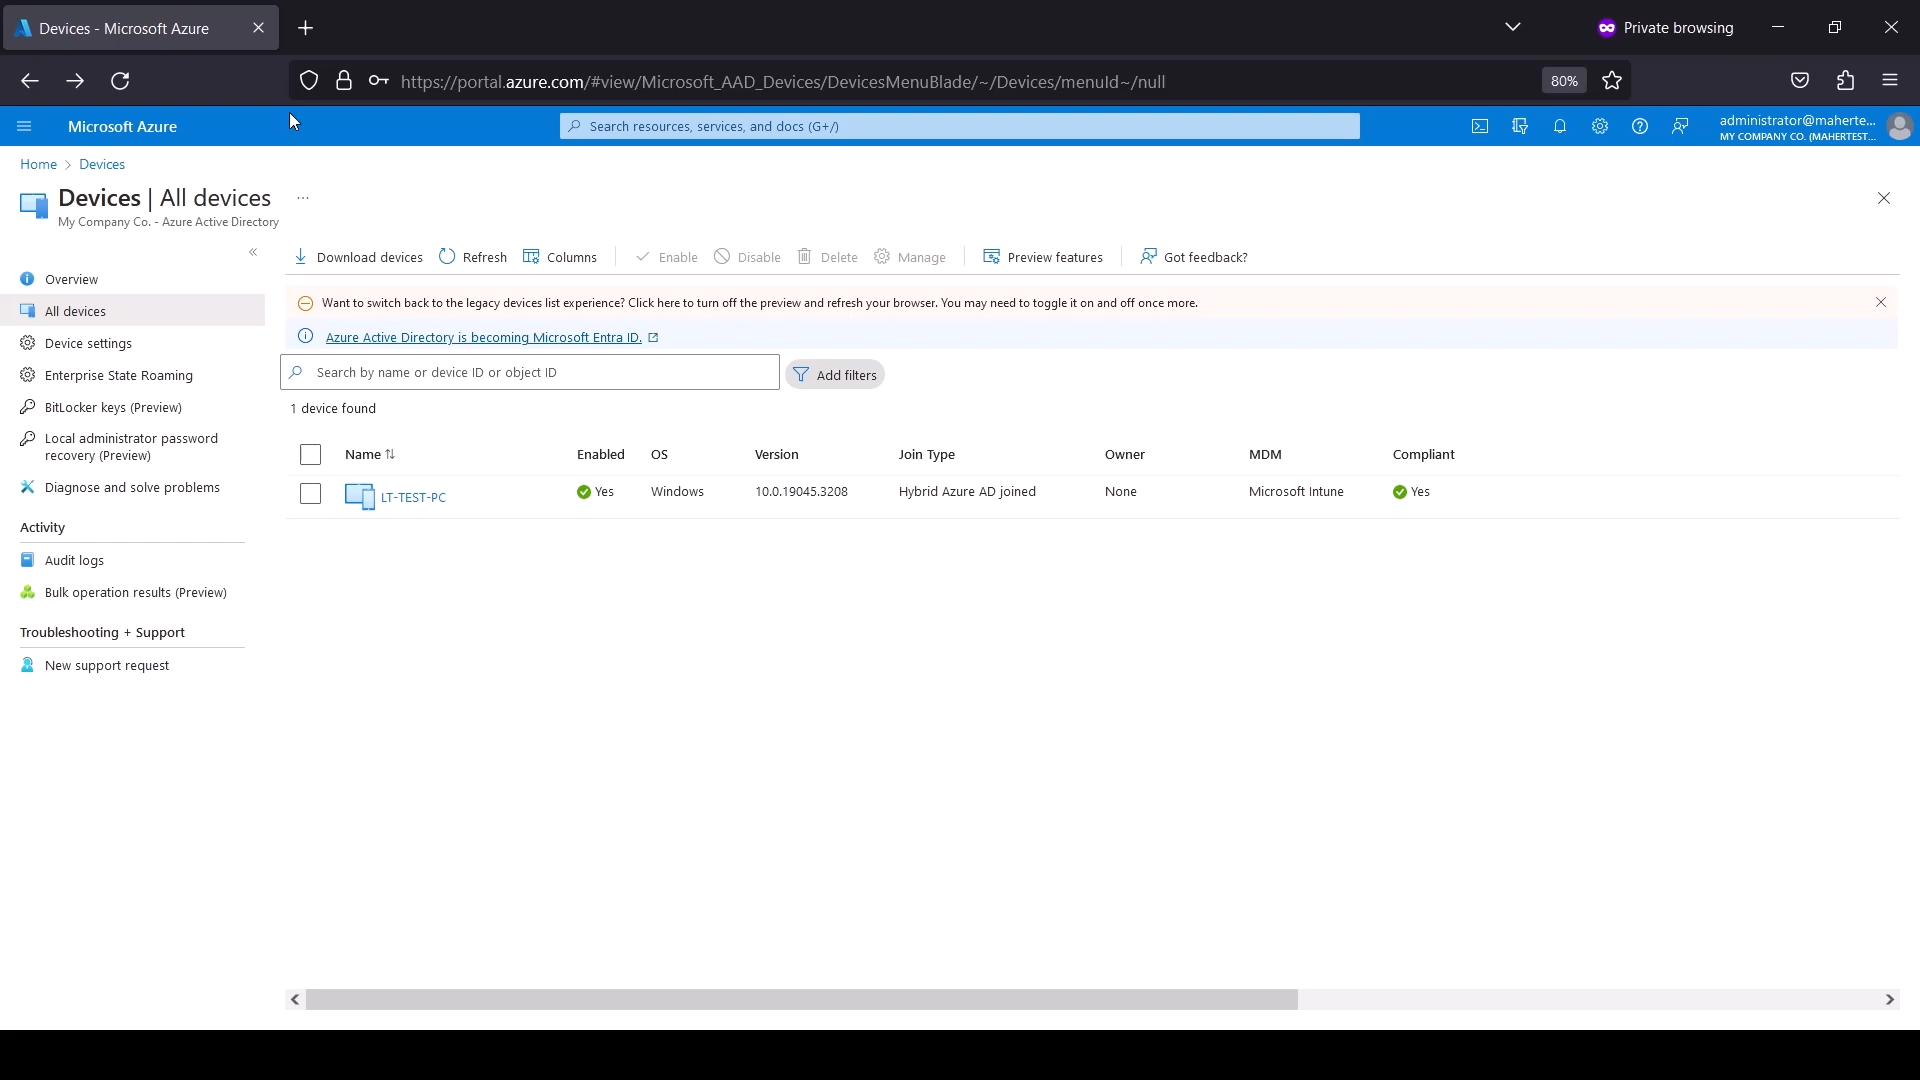 Devices - Microsoft Azure
Private browsing
https://portal.azure.com/#view/Microsoft_AAD_Devices/DevicesMenuBlade/~/Devices/menuId~/null
80%
Microsoft Azure
Search resources, services, and docs (G+/)
administrator@maherte...
MY COMPANY CO. (MAHERTEST...
Home > Devices
Devices | All devices
...
My Company Co. - Azure Active Directory
«
Overview
All devices
Device settings
Enterprise State Roaming
BitLocker keys (Preview)
Local administrator password
recovery (Preview)
Diagnose and solve problems
Activity
Audit logs
Bulk operation results (Preview)
Troubleshooting + Support
New support request
Download devices Refresh Columns Enable Disable Delete Manage Preview features Got feedback?
Want to switch back to the legacy devices list experience? Click here to turn off the preview and refresh your browser. You may need to toggle it on and off once more.
Azure Active Directory is becoming Microsoft Entra ID.
Search by name or device ID or object ID
Add filters
1 device found
Name Enabled OS Version Join Type Owner MDM Compliant
LT-TEST-PC Yes Windows 10.0.19045.3208 Hybrid Azure AD joined None Microsoft Intune Yes